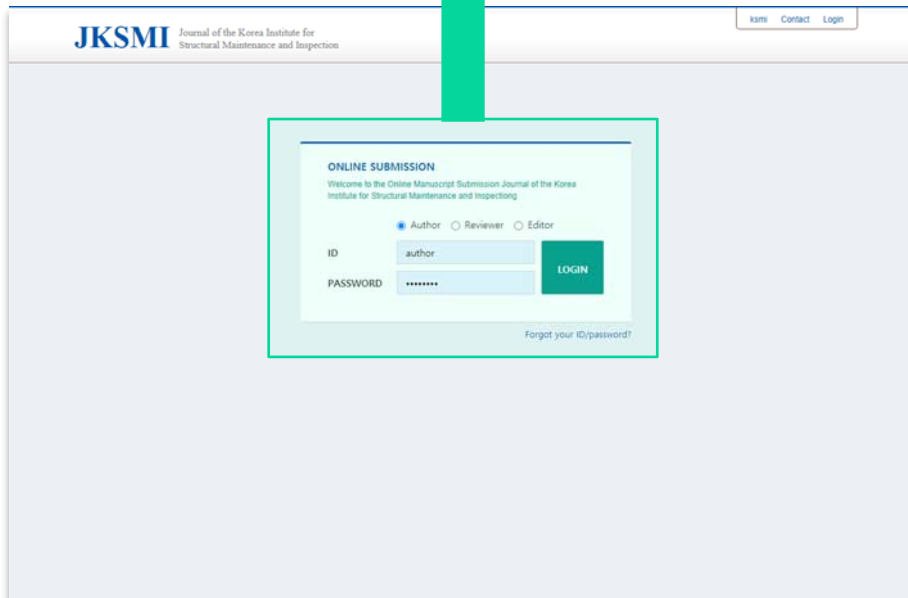 ksmi Contact Login
JKSMI Journal of the Korea Institute for
Structural Maintenance and Inspection
ONLINE SUBMISSION
Welcome to the Online Manuscript Submission Journal of the Korea
Institute for Structural Maintenance and Inspectiong
Author Reviewer Editor
ID author
LOGIN
PASSWORD ••••••••
Forgot your ID/password?